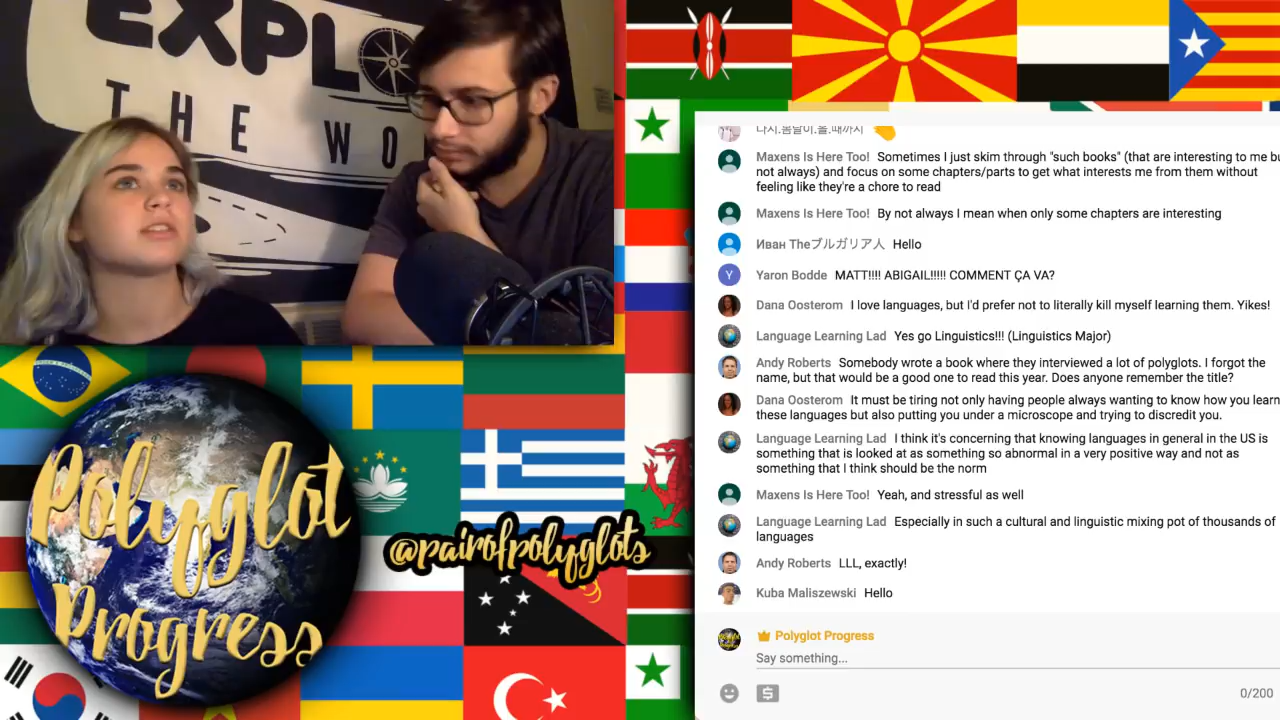 EXPLO
THE WO
다시.봄날이.올.때까지
Maxens Is Here Too! Sometimes I just skim through "such books" (that are interesting to me bu
not always) and focus on some chapters/parts to get what interests me from them without
feeling like they're a chore to read
Maxens Is Here Too! By not always I mean when only some chapters are interesting
Иван Theブルガリア人 Hello
Y Yaron Bodde MATT!!!! ABIGAIL!!!!! COMMENT ÇA VA?
Dana Oosterom I love languages, but I'd prefer not to literally kill myself learning them. Yikes!
Language Learning Lad Yes go Linguistics!!! (Linguistics Major)
Andy Roberts Somebody wrote a book where they interviewed a lot of polyglots. I forgot the
name, but that would be a good one to read this year. Does anyone remember the title?
Dana Oosterom It must be tiring not only having people always wanting to know how you learn
these languages but also putting you under a microscope and trying to discredit you.
Language Learning Lad I think it's concerning that knowing languages in general in the US is
something that is looked at as something so abnormal in a very positive way and not as
something that I think should be the norm
Maxens Is Here Too! Yeah, and stressful as well
Language Learning Lad Especially in such a cultural and linguistic mixing pot of thousands of
languages
Andy Roberts LLL, exactly!
Kuba Maliszewski Hello
Polyglot Progress
Say something...
0/200
Polyglot
Progress
@pairofpolyglots